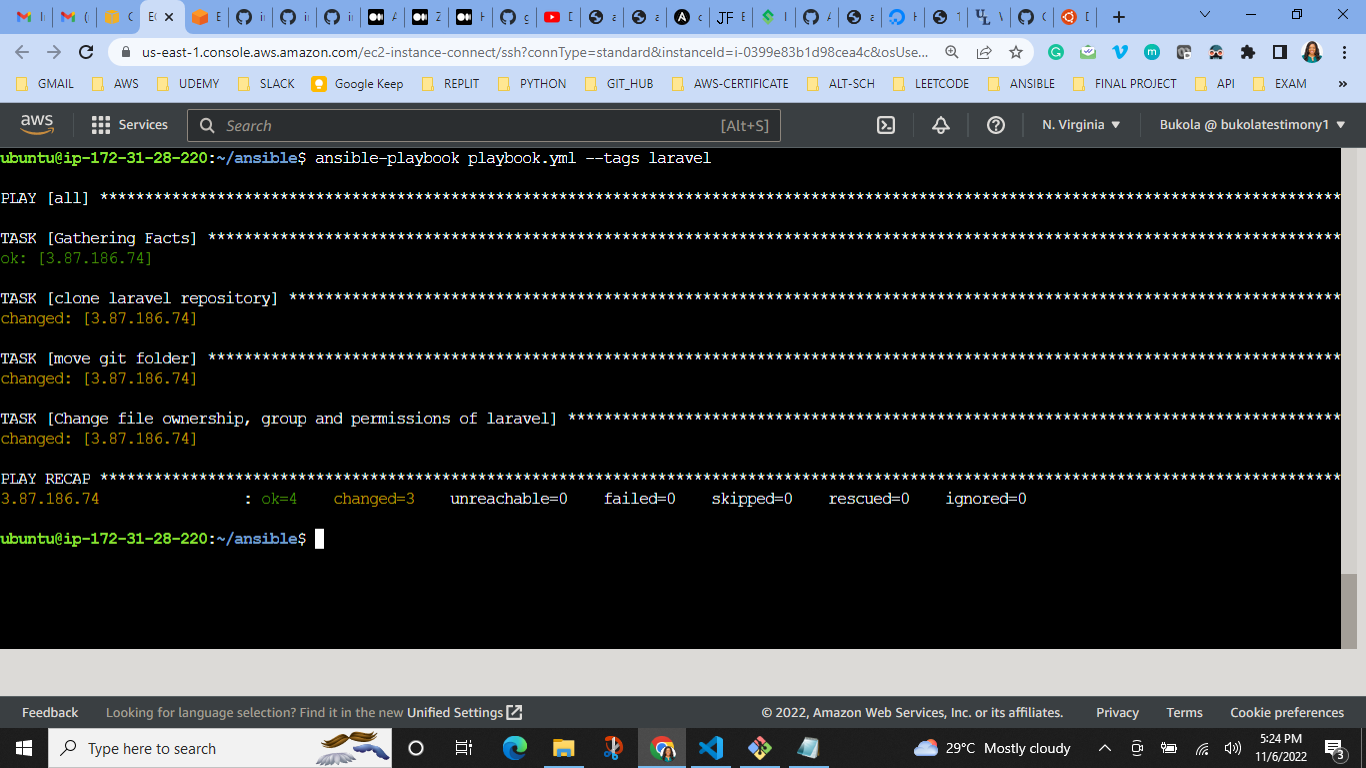 us-east-1.console.aws.amazon.com/ec2-instance-connect/ssh?connType=standard&instanceId=i-0399e83b1d98cea4c&osUse...
GMAIL AWS UDEMY SLACK Google Keep REPLIT PYTHON GIT_HUB AWS-CERTIFICATE ALT-SCH LEETCODE ANSIBLE FINAL PROJECT API EXAM »
aws Services Search [Alt+S] N. Virginia Bukola @ bukolatestimony1
ubuntu@ip-172-31-28-220:~/ansible$ ansible-playbook playbook.yml --tags laravel
PLAY [all] ************************************************************
TASK [Gathering Facts] ************************************************************
ok: [3.87.186.74]
TASK [clone laravel repository] ************************************************************
changed: [3.87.186.74]
TASK [move git folder] ************************************************************
changed: [3.87.186.74]
TASK [Change file ownership, group and permissions of laravel] ************************************************************
changed: [3.87.186.74]
PLAY RECAP ************************************************************
3.87.186.74 : ok=4 changed=3 unreachable=0 failed=0 skipped=0 rescued=0 ignored=0
ubuntu@ip-172-31-28-220:~/ansible$
Feedback Looking for language selection? Find it in the new Unified Settings © 2022, Amazon Web Services, Inc. or its affiliates. Privacy Terms Cookie preferences
Type here to search 29°C Mostly cloudy 5:24 PM
11/6/2022 3